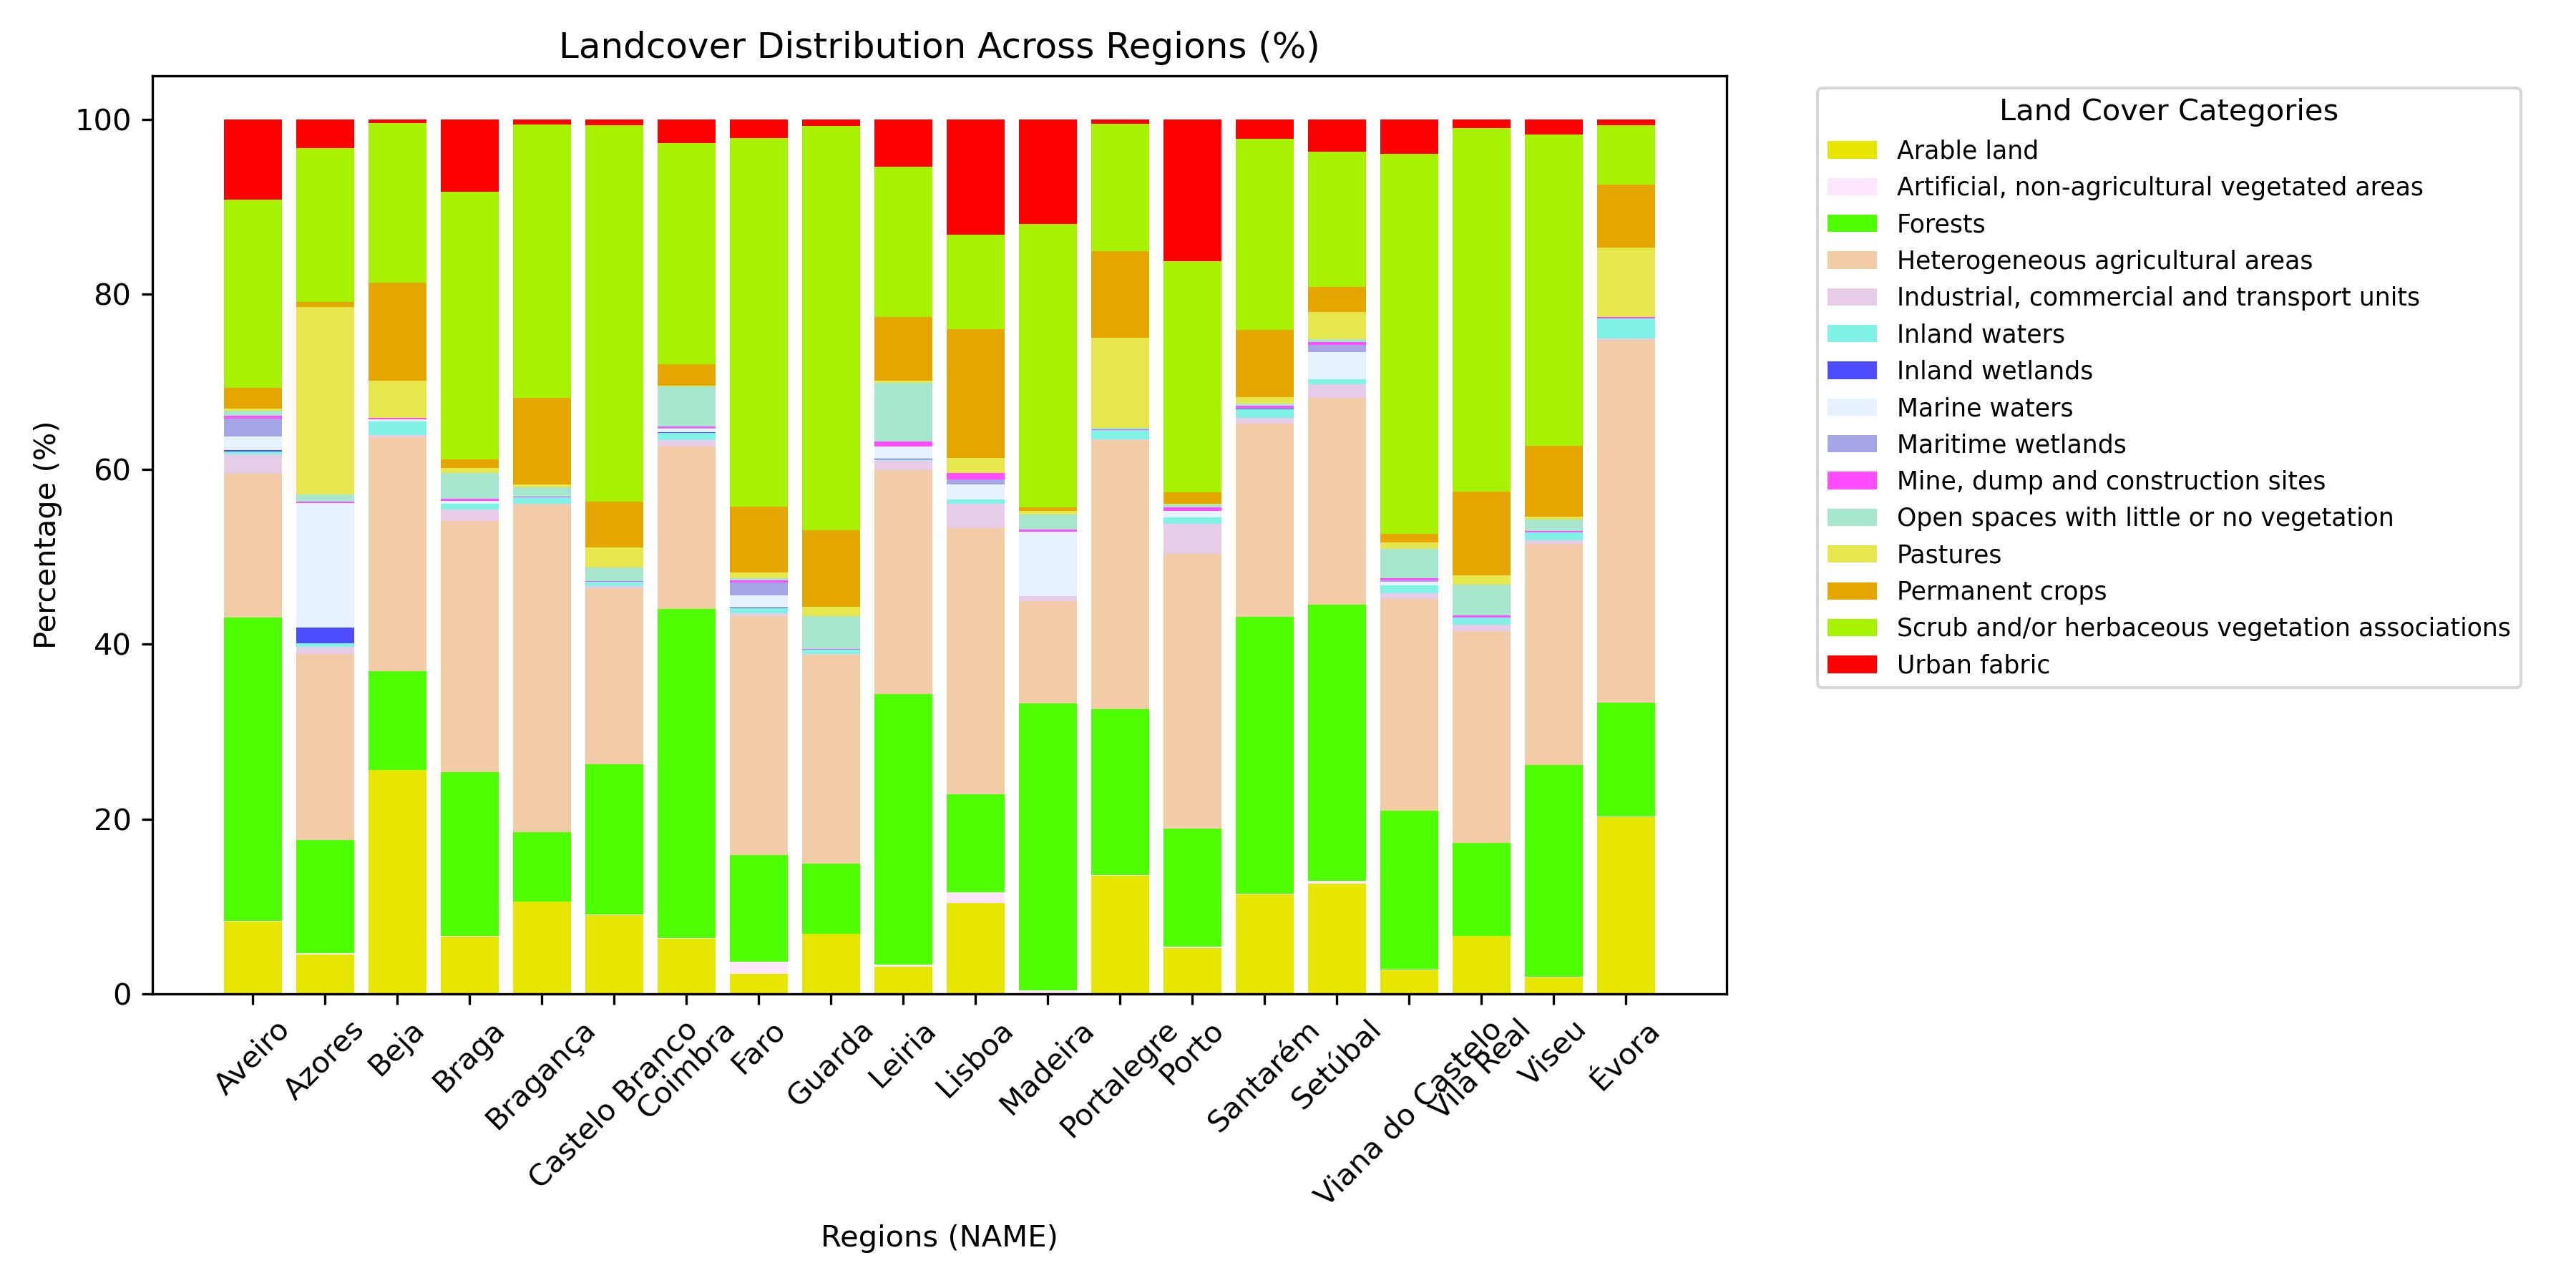 Landcover Distribution Across Regions (%)
Percentage (%)
100
80
60
40
20
0
Aveiro
Azores
Beja
Braga
Bragança
Castelo Branco
Coimbra
Faro
Guarda
Leiria
Lisboa
Madeira
Portalegre
Porto
Santarém
Setúbal
Viana do Castelo
Vila Real
Viseu
Évora
Regions (NAME)
Land Cover Categories
Arable land
Artificial, non-agricultural vegetated areas
Forests
Heterogeneous agricultural areas
Industrial, commercial and transport units
Inland waters
Inland wetlands
Marine waters
Maritime wetlands
Mine, dump and construction sites
Open spaces with little or no vegetation
Pastures
Permanent crops
Scrub and/or herbaceous vegetation associations
Urban fabric